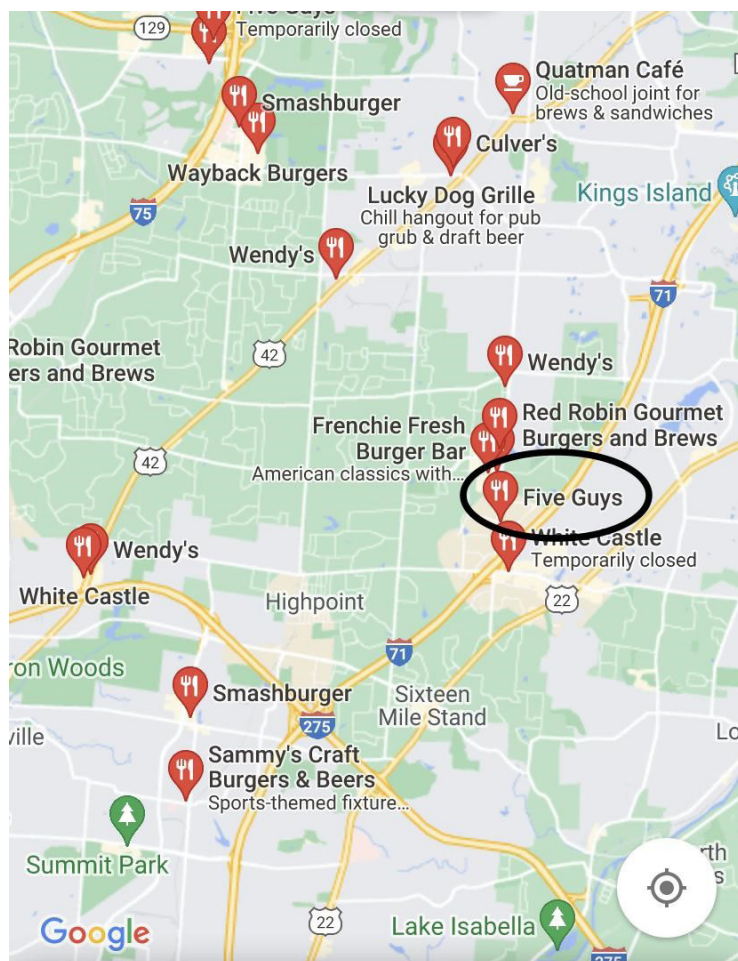 Five Guys
Temporarily closed
129
Quatman Café
Old-school joint for
brews & sandwiches
Smashburger
Culver's
Wayback Burgers
Lucky Dog Grille
Chill hangout for pub
grub & draft beer
Kings Island
75
Wendy's
71
42
Robin Gourmet
ers and Brews
Wendy's
Red Robin Gourmet
Burgers and Brews
Frenchie Fresh
Burger Bar
American classics with...
42
Five Guys
White Castle
Temporarily closed
Wendy's
White Castle
Highpoint
22
71
ron Woods
Smashburger
Sixteen
Mile Stand
275
ville
Lo
Sammy's Craft
Burgers & Beers
Sports-themed fixture...
Summit Park
rth
s
Google
22
Lake Isabella
275